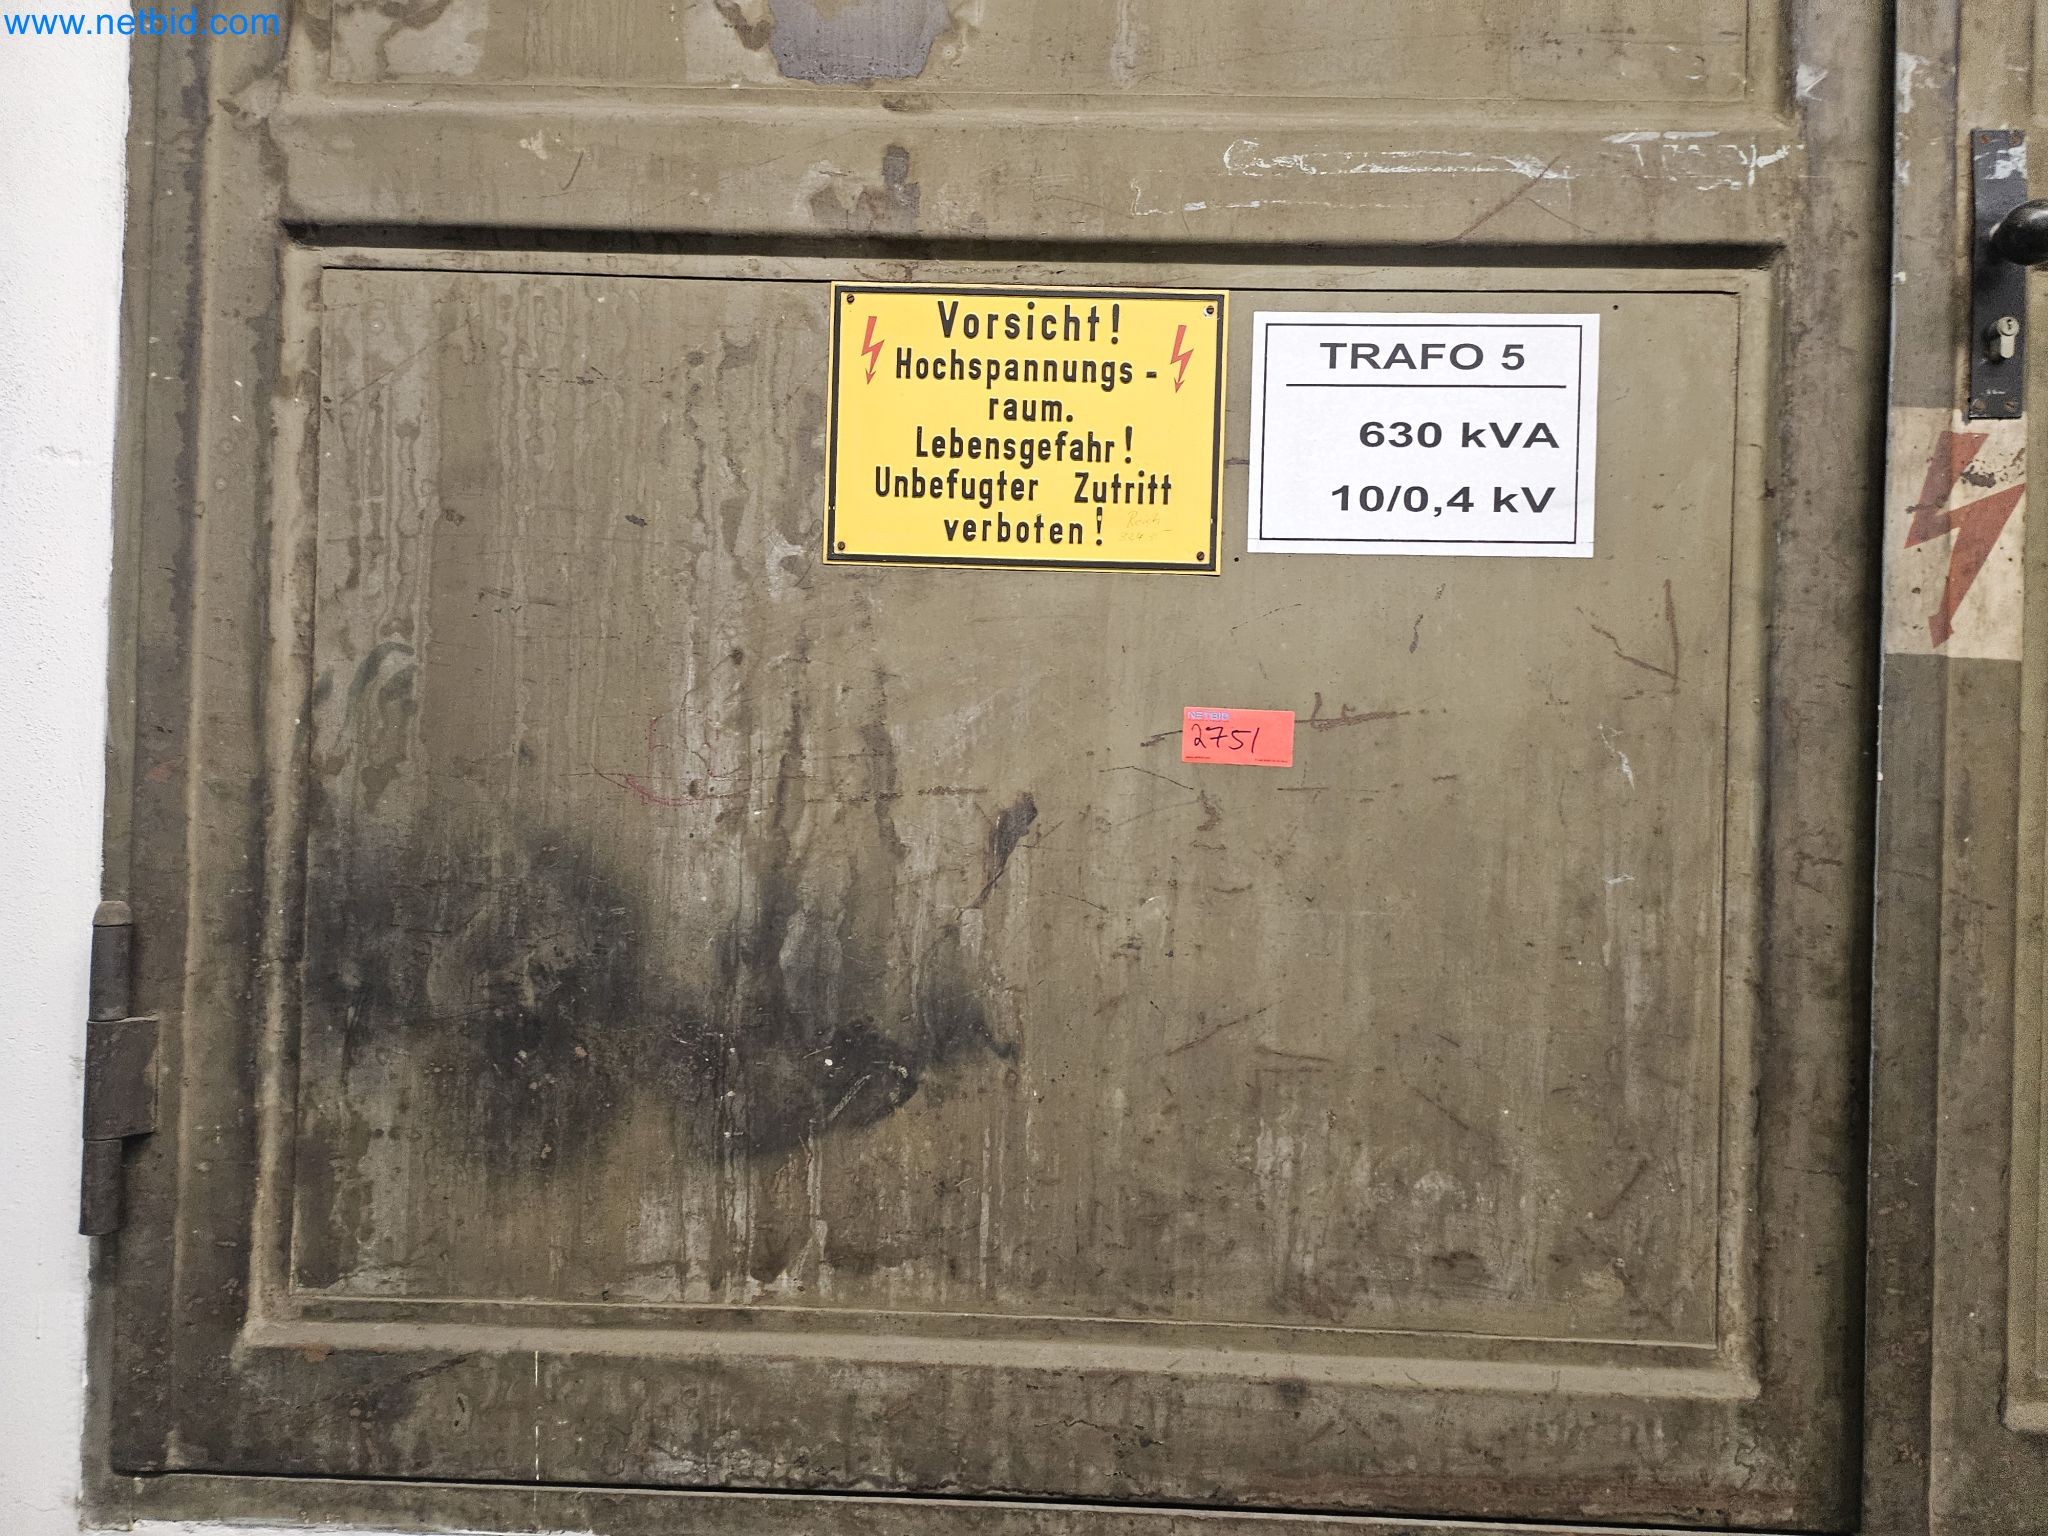 www.netbid.com
Vorsicht!
Hochspannungs-
raum.
Lebensgefahr!
Unbefugter Zutritt
verboten!
TRAFO 5
630 kVA
10/0,4 kV
NETBID
2751